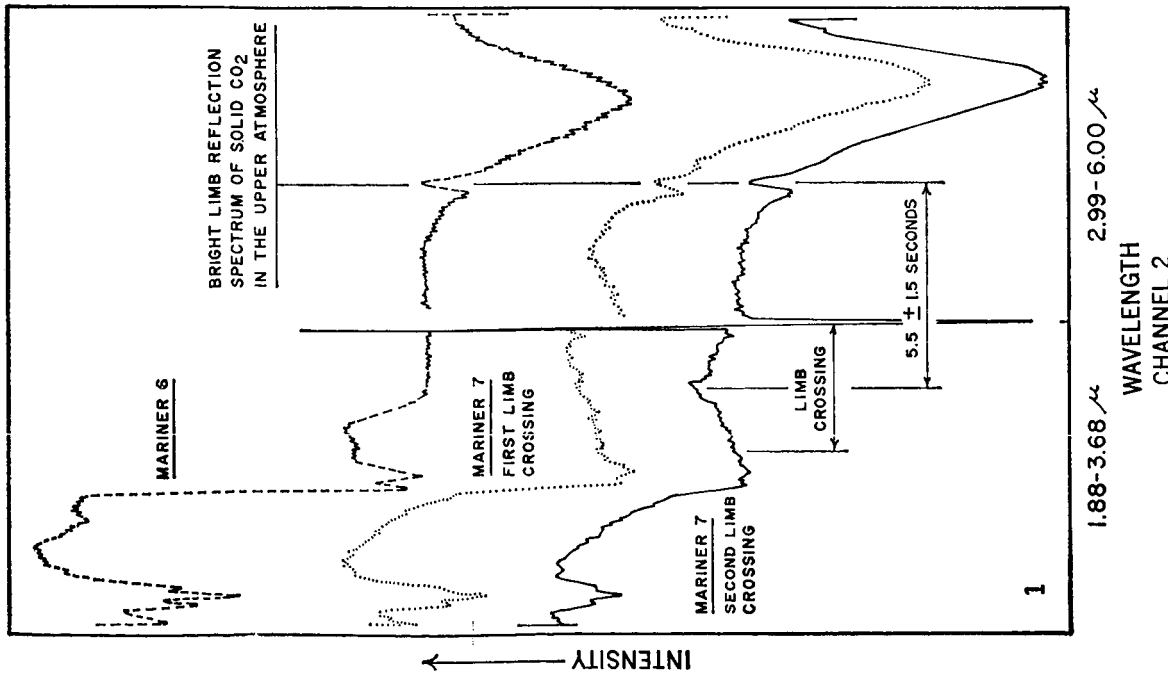 BRIGHT LIMB REFLECTION
SPECTRUM OF SOLID CO2
IN THE UPPER ATMOSPHERE
MARINER 6
MARINER 7
FIRST LIMB
CROSSING
MARINER 7
SECOND LIMB
CROSSING
LIMB
CROSSING
5.5 ± 1.5 SECONDS
1
INTENSITY
1.88-3.68 μ
2.99-6.00 μ
WAVELENGTH
CHANNEL 2